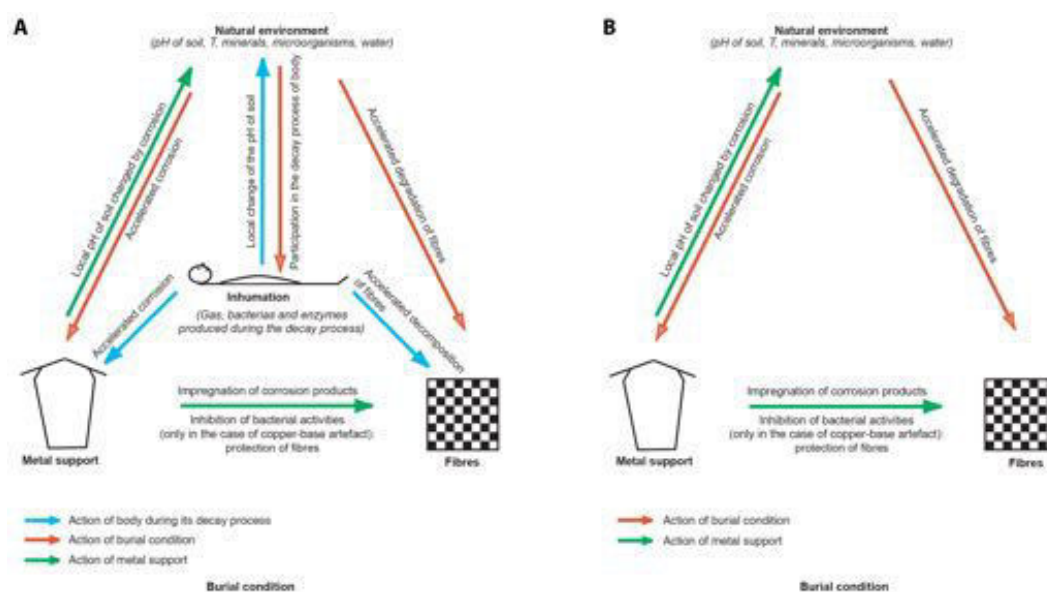 A
Natural environment
(pH of soil, T, minerals, microorganisms, water)
Local pH of soil changed by corrosion
Accelerated corrosion
Local change of the pH of soil
Participation in the decay process of body
Accelerated degradation of fibres
Inhumation
(Gas, bacterias and enzymes
produced during the decay process)
Accelerated corrosion
Accelerated decomposition
of fibres
Impregnation of corrosion products
Inhibition of bacterial activities
(only in the case of copper-base artefact):
protection of fibres
Metal support
Fibres
Action of body during its decay process
Action of burial condition
Action of metal support
Burial condition
B
Natural environment
(pH of soil, T, minerals, microorganisms, water)
Local pH of soil changed by corrosion
Accelerated corrosion
Accelerated degradation of fibres
Impregnation of corrosion products
Inhibition of bacterial activities
(only in the case of copper-base artefact):
protection of fibres
Metal support
Fibres
Action of burial condition
Action of metal support
Burial condition